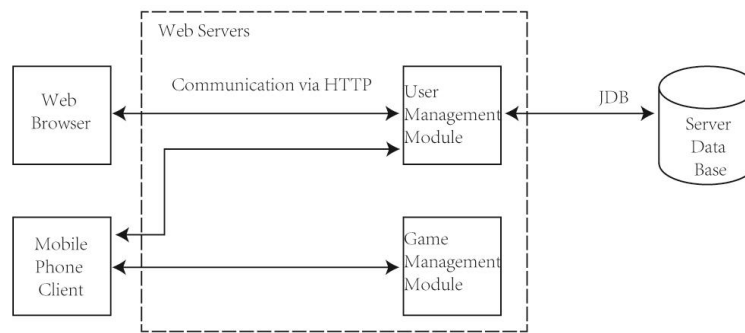 Web Servers
Communication via HTTP
Web
Browser
User
Management
Module
JDB
Server
Data
Base
Mobile
Phone
Client
Game
Management
Module